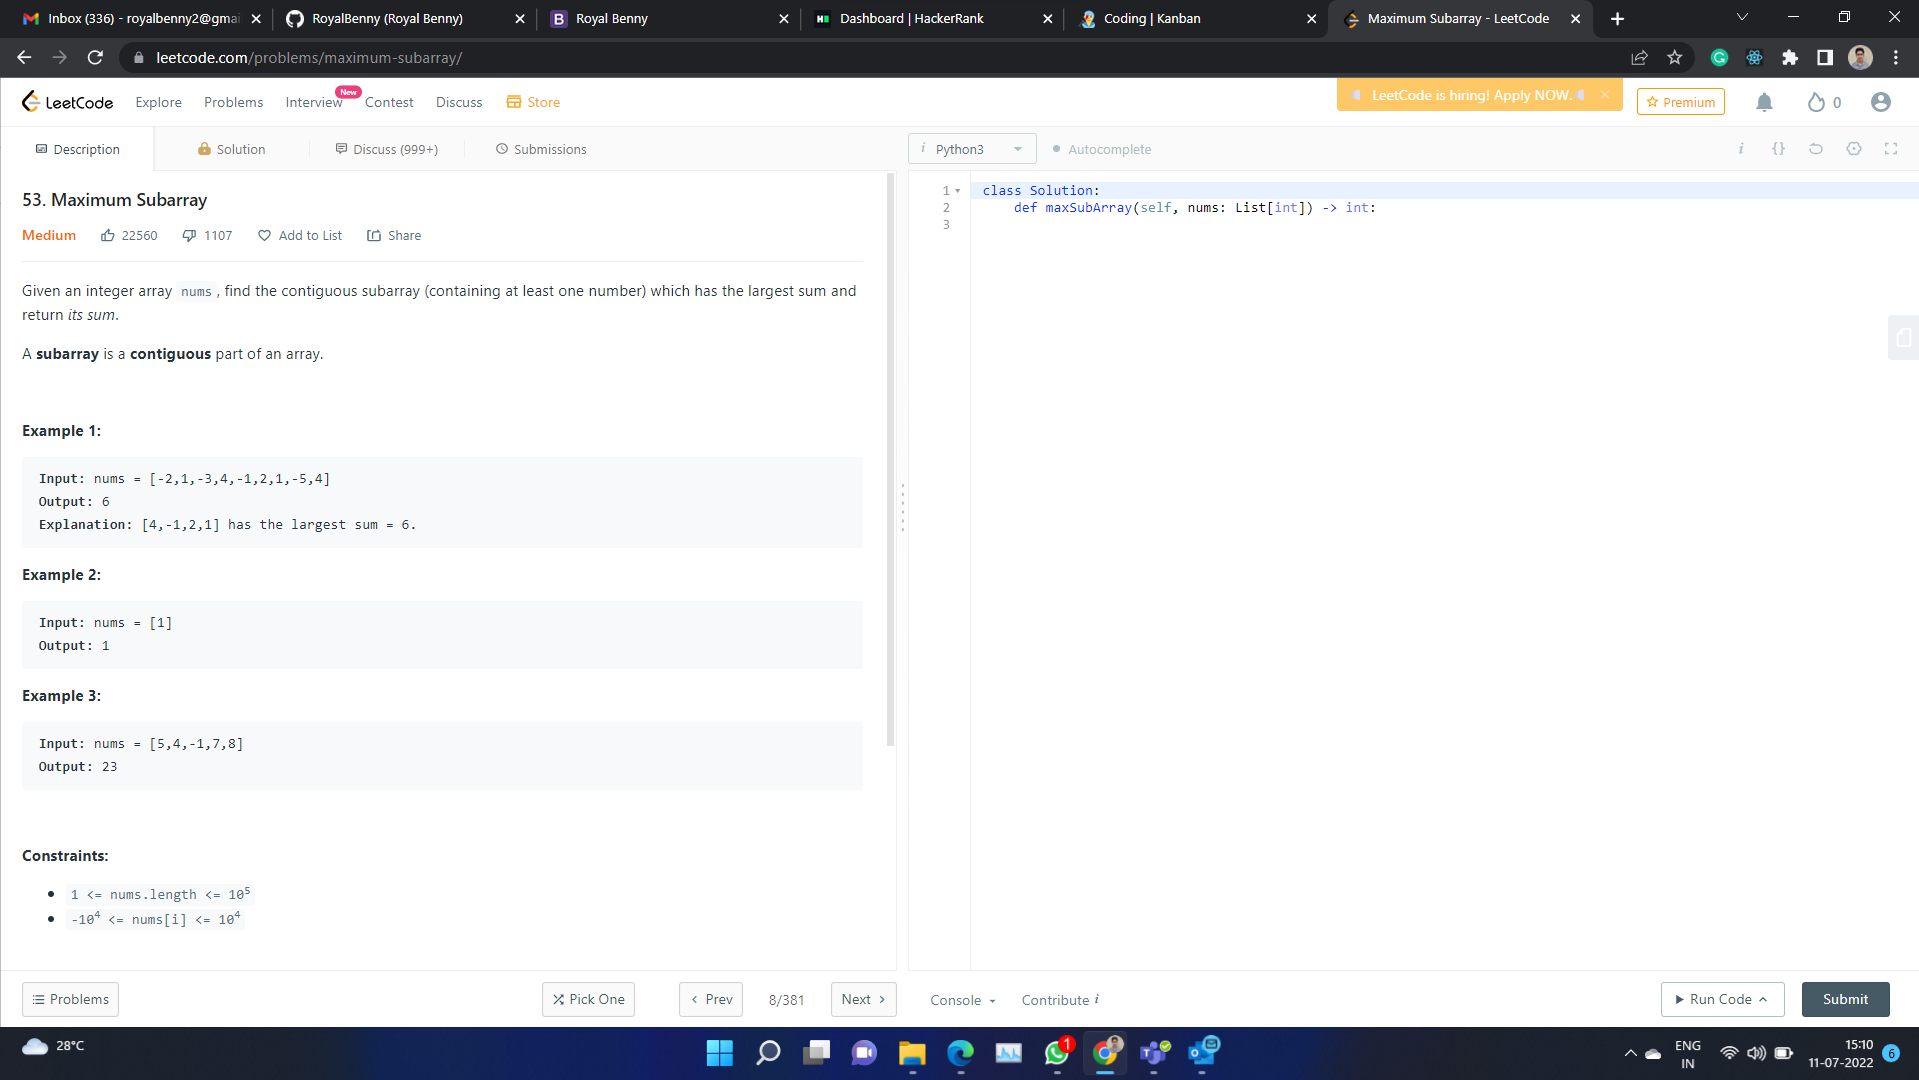 Inbox (336) - royalbenny2@gmai
RoyalBenny (Royal Benny)
Royal Benny
Dashboard | HackerRank
Coding | Kanban
Maximum Subarray - LeetCode
leetcode.com/problems/maximum-subarray/
LeetCode
Explore
Problems
Interview
New
Contest
Discuss
Store
LeetCode is hiring! Apply NOW.
Premium
0
Description
Solution
Discuss (999+)
Submissions
i Python3
Autocomplete
i
{}
53. Maximum Subarray
Medium
22560
1107
Add to List
Share
Given an integer array nums, find the contiguous subarray (containing at least one number) which has the largest sum and
return its sum.
A subarray is a contiguous part of an array.
Example 1:
Input: nums = [-2,1,-3,4,-1,2,1,-5,4]
Output: 6
Explanation: [4,-1,2,1] has the largest sum = 6.
Example 2:
Input: nums = [1]
Output: 1
Example 3:
Input: nums = [5,4,-1,7,8]
Output: 23
Constraints:
• 1 <= nums.length <= 10⁵
• -10⁴ <= nums[i] <= 10⁴
1 class Solution:
2 def maxSubArray(self, nums: List[int]) -> int:
3
Problems
Pick One
‹ Prev
8/381
Next ›
Console
Contribute i
Run Code
Submit
28°C
1
ENG
IN
15:10
11-07-2022
6